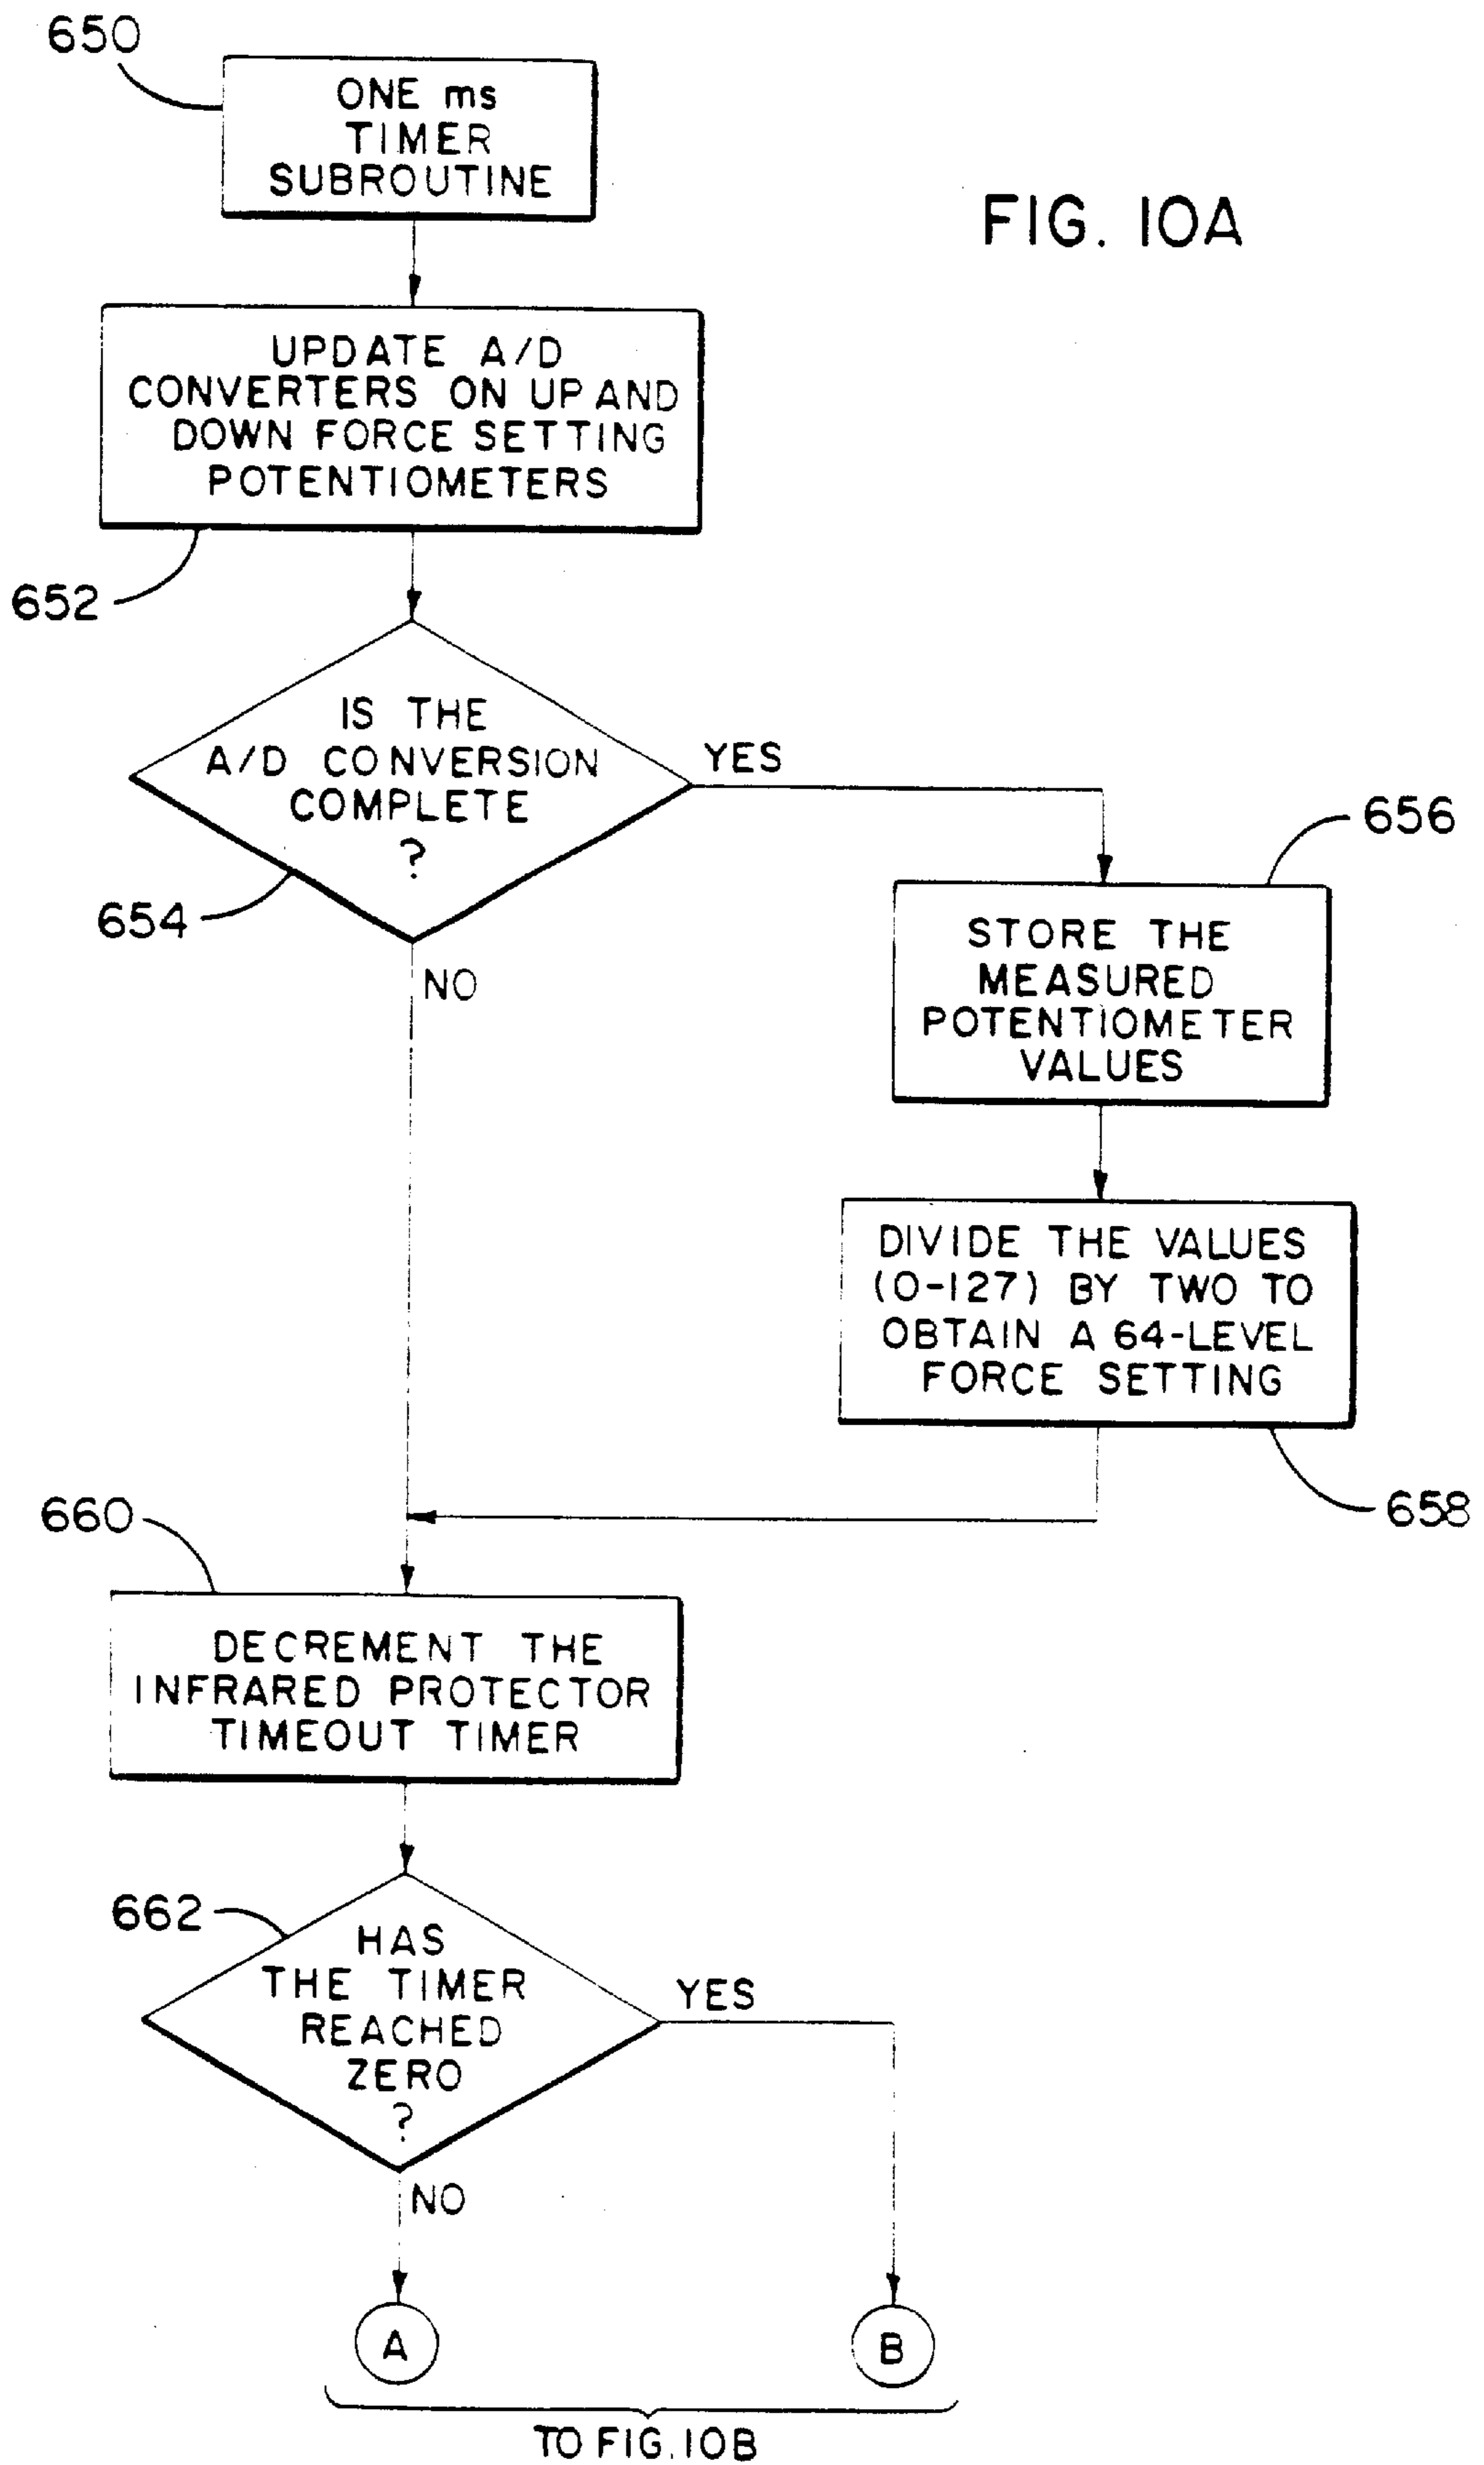 650
ONE ms
TIMER
SUBROUTINE
FIG. 10A
UPDATE A/D
CONVERTERS ON UP AND
DOWN FORCE SETTING
POTENTIOMETERS
652
IS THE
A/D CONVERSION
COMPLETE
?
YES
654
NO
656
STORE THE
MEASURED
POTENTIOMETER
VALUES
DIVIDE THE VALUES
(0-127) BY TWO TO
OBTAIN A 64-LEVEL
FORCE SETTING
658
660
DECREMENT THE
INFRARED PROTECTOR
TIMEOUT TIMER
662
HAS
THE TIMER
REACHED
ZERO
?
YES
NO
A
B
TO FIG. 10B